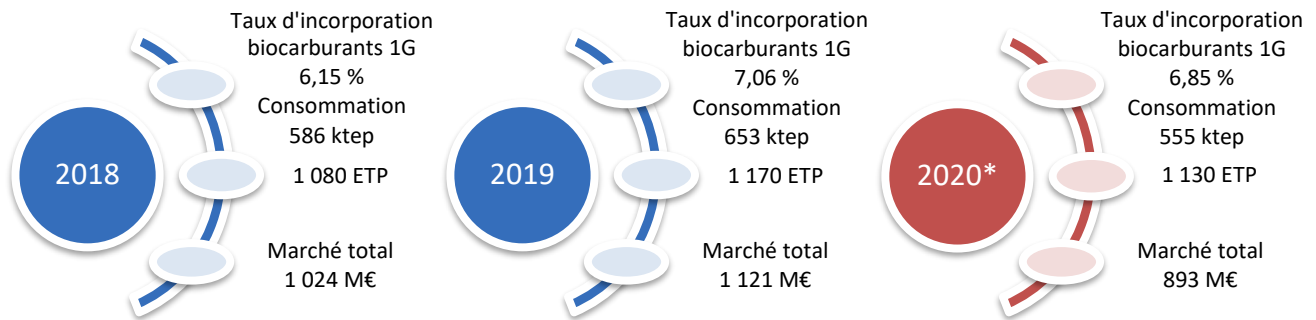 2018
Taux d'incorporation
biocarburants 1G
6,15 %
Consommation
586 ktep
1 080 ETP
Marché total
1 024 M€
2019
Taux d'incorporation
biocarburants 1G
7,06 %
Consommation
653 ktep
1 170 ETP
Marché total
1 121 M€
2020*
Taux d'incorporation
biocarburants 1G
6,85 %
Consommation
555 ktep
1 130 ETP
Marché total
893 M€